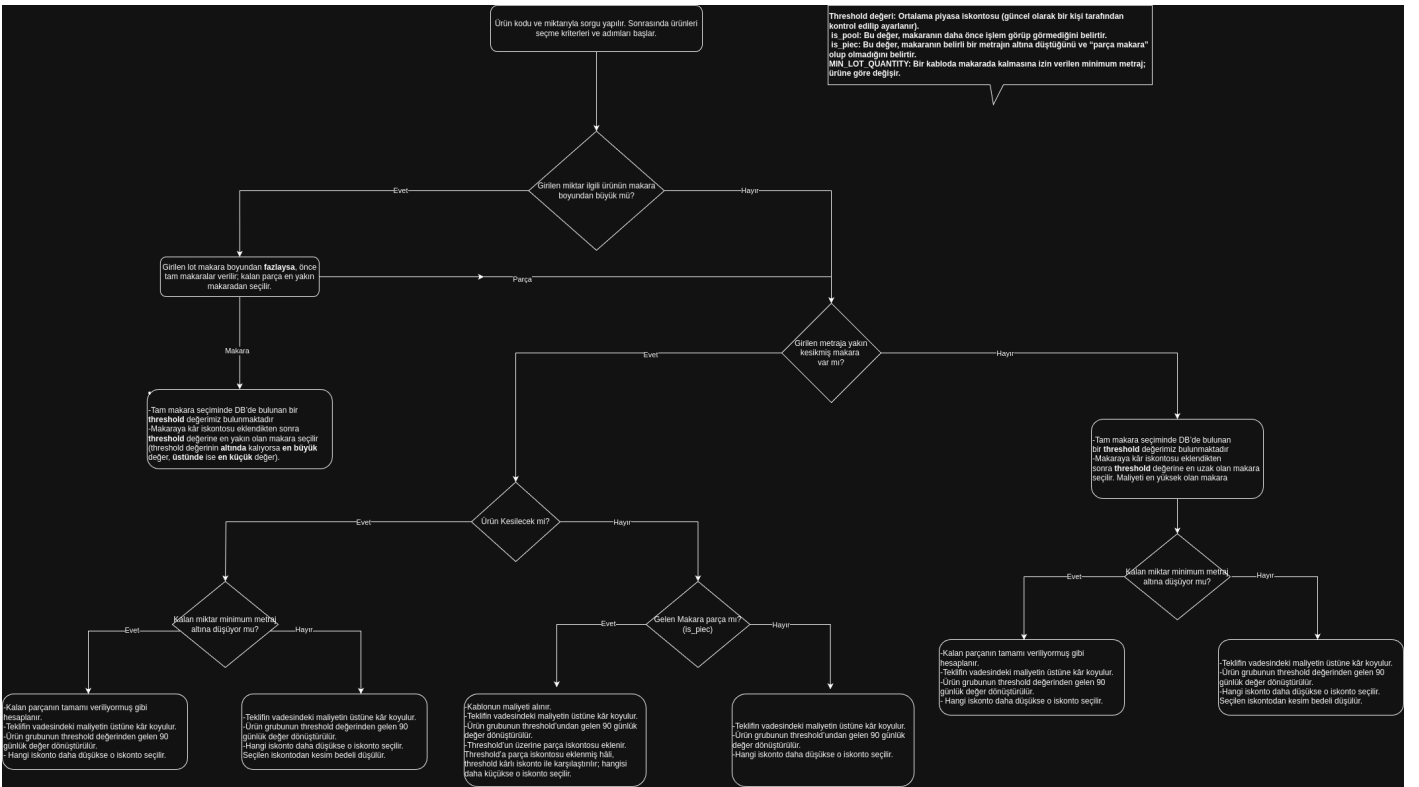 Ürün kodu ve miktarıyla sorgu yapılır. Sonrasında ürünleri
seçme kriterleri ve adımları başlar.
Threshold değeri: Ortalama piyasa iskontosu (güncel olarak bir kişi tarafından
kontrol edilip ayarlanır).
is_pool: Bu değer, makaranın daha önce işlem görüp görmediğini belirtir.
is_piec: Bu değer, makaranın belirli bir metrajın altına düştüğünü ve “parça makara”
olup olmadığını belirtir.
MIN_LOT_QUANTITY: Bir kabloda makarada kalmasına izin verilen minimum metraj;
ürüne göre değişir.
Girilen miktar ilgili ürünün makara
boyundan büyük mü?
Evet
Hayır
Girilen lot makara boyundan fazlaysa, önce
tam makaralar verilir; kalan parça en yakın
makaradan seçilir.
Parça
Makara
-Tam makara seçiminde DB'de bulunan bir
threshold değerimiz bulunmaktadır
-Makaraya kâr iskontosu eklendikten sonra
threshold değerine en yakın olan makara seçilir
(threshold değerinin altında kalıyorsa en büyük
değer, üstünde ise en küçük değer).
Girilen metraja yakın
kesikmiş makara
var mı?
Evet
Hayır
-Tam makara seçiminde DB'de bulunan
bir threshold değerimiz bulunmaktadır
-Makaraya kâr iskontosu eklendikten
sonra threshold değerine en uzak olan makara
seçilir. Maliyeti en yüksek olan makara
Ürün Kesilecek mi?
Evet
Hayır
Kalan miktar minimum metraj
altına düşüyor mu?
Evet
Hayır
Gelen Makara parça mı?
(is_piec)
Evet
Hayır
Kalan miktar minimum metraj
altına düşüyor mu?
Evet
Hayır
-Kalan parçanın tamamı veriliyormuş gibi
hesaplanır.
-Teklifin vadesindeki maliyetin üstüne kâr koyulur.
-Ürün grubunun threshold değerinden gelen 90
günlük değer dönüştürülür.
- Hangi iskonto daha düşükse o iskonto seçilir.
-Teklifin vadesindeki maliyetin üstüne kâr koyulur.
-Ürün grubunun threshold değerinden gelen 90
günlük değer dönüştürülür.
-Hangi iskonto daha düşükse o iskonto seçilir.
Seçilen iskontodan kesim bedeli düşülür.
-Kablonun maliyeti alınır.
-Teklifin vadesindeki maliyetin üstüne kâr koyulur.
-Ürün grubunun threshold'undan gelen 90 günlük
değer dönüştürülür.
-Threshold'un üzerine parça iskontosu eklenir.
Threshold'a parça iskontosu eklenmiş hâli,
threshold kârlı iskonto ile karşılaştırılır; hangisi
daha küçükse o iskonto seçilir.
-Teklifin vadesindeki maliyetin üstüne kâr koyulur.
-Ürün grubunun threshold'undan gelen 90 günlük
değer dönüştürülür.
-Hangi iskonto daha düşükse o iskonto seçilir.
-Kalan parçanın tamamı veriliyormuş gibi
hesaplanır.
-Teklifin vadesindeki maliyetin üstüne kâr koyulur.
-Ürün grubunun threshold değerinden gelen 90
günlük değer dönüştürülür.
- Hangi iskonto daha düşükse o iskonto seçilir.
-Teklifin vadesindeki maliyetin üstüne kâr koyulur.
-Ürün grubunun threshold değerinden gelen 90
günlük değer dönüştürülür.
-Hangi iskonto daha düşükse o iskonto seçilir.
Seçilen iskontodan kesim bedeli düşülür.